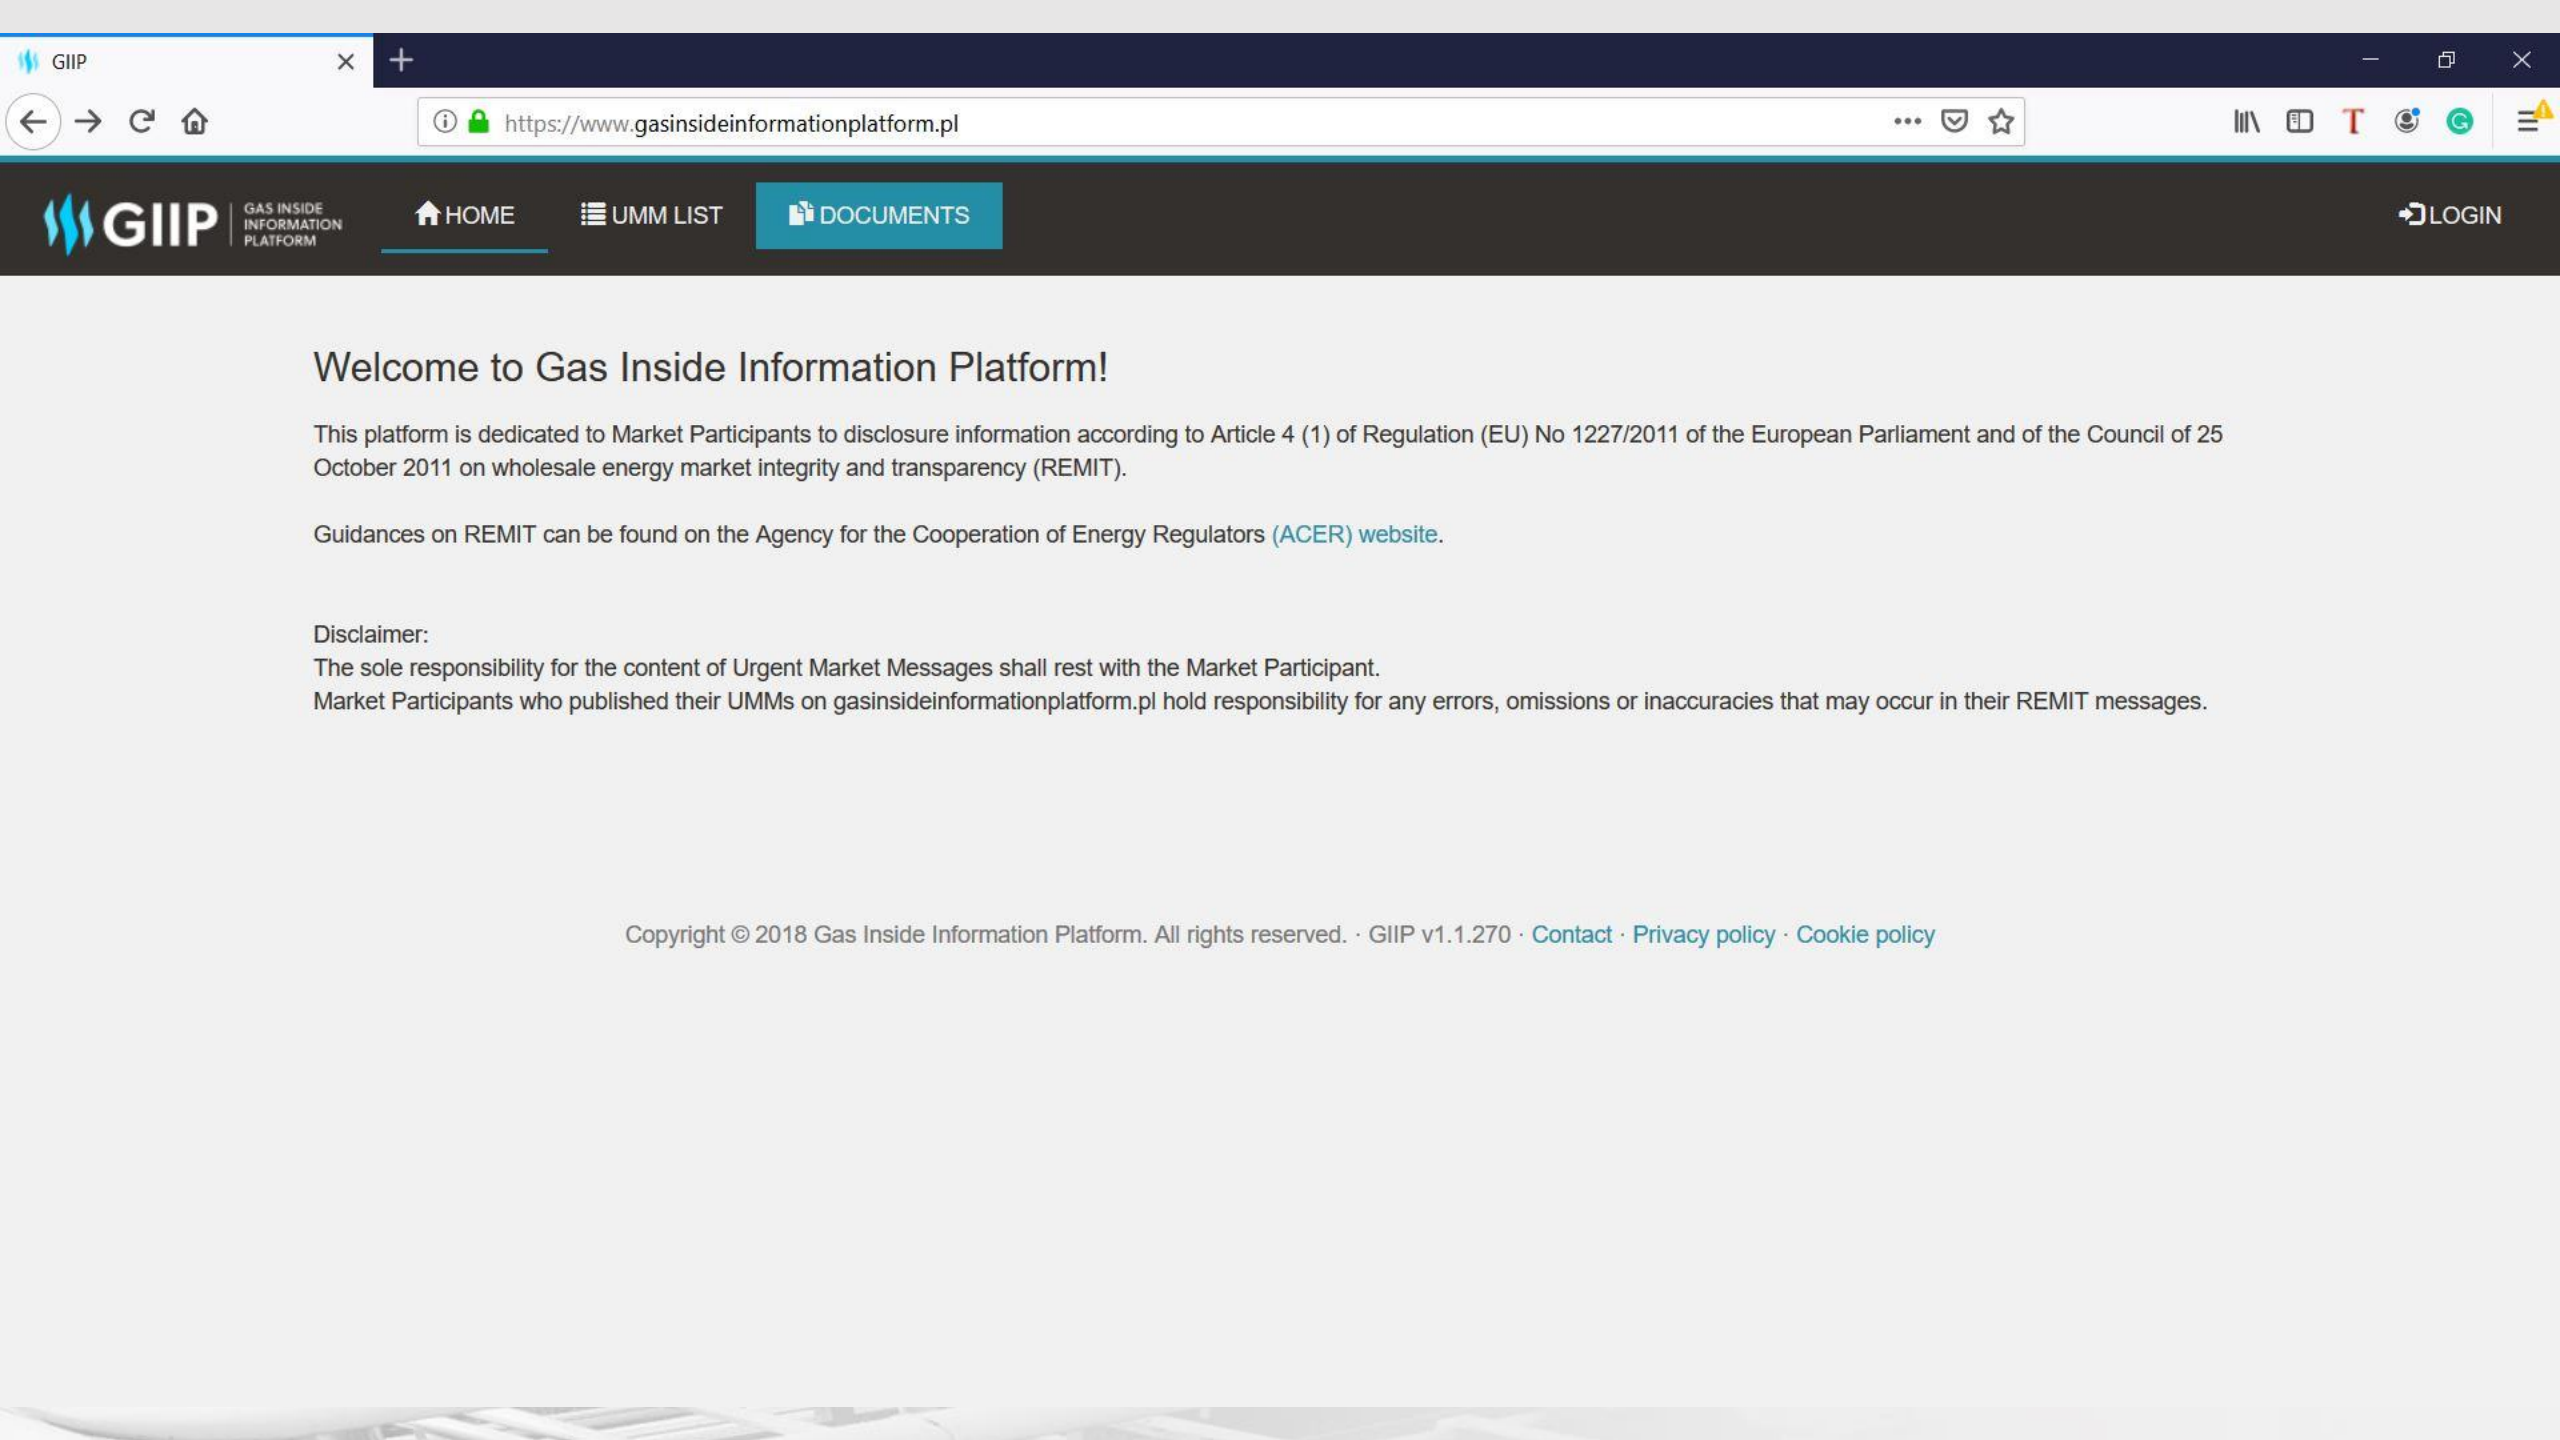 GIIP
https://www.gasinsideinformationplatform.pl
GIIP GAS INSIDE INFORMATION PLATFORM
HOME
UMM LIST
DOCUMENTS
LOGIN
Welcome to Gas Inside Information Platform!
This platform is dedicated to Market Participants to disclosure information according to Article 4 (1) of Regulation (EU) No 1227/2011 of the European Parliament and of the Council of 25
October 2011 on wholesale energy market integrity and transparency (REMIT).
Guidances on REMIT can be found on the Agency for the Cooperation of Energy Regulators (ACER) website.
Disclaimer:
The sole responsibility for the content of Urgent Market Messages shall rest with the Market Participant.
Market Participants who published their UMMs on gasinsideinformationplatform.pl hold responsibility for any errors, omissions or inaccuracies that may occur in their REMIT messages.
Copyright © 2018 Gas Inside Information Platform. All rights reserved. · GIIP v1.1.270 · Contact · Privacy policy · Cookie policy